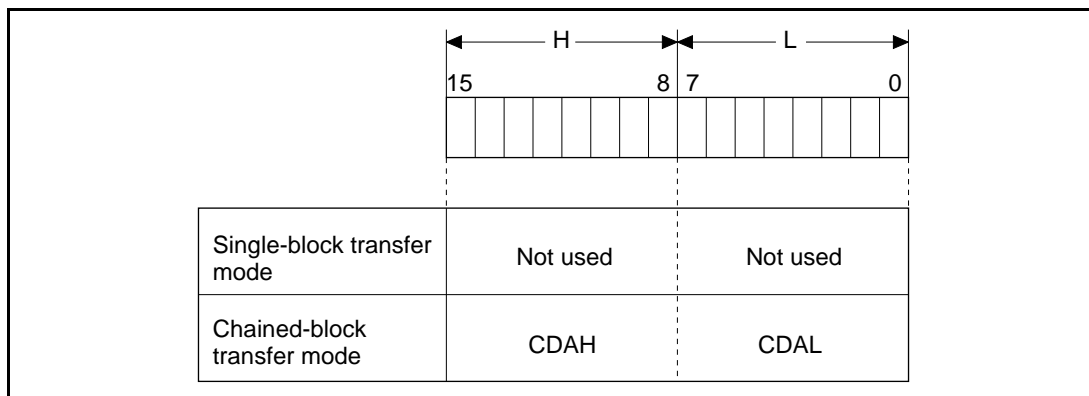 H L
15 8 7 0
Single-block transfer
mode
Not used Not used
Chained-block
transfer mode
CDAH CDAL